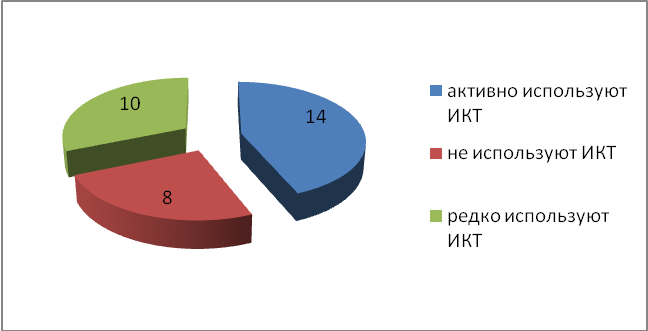 10
14
8
активно используют
ИКТ
не используют ИКТ
редко используют
ИКТ